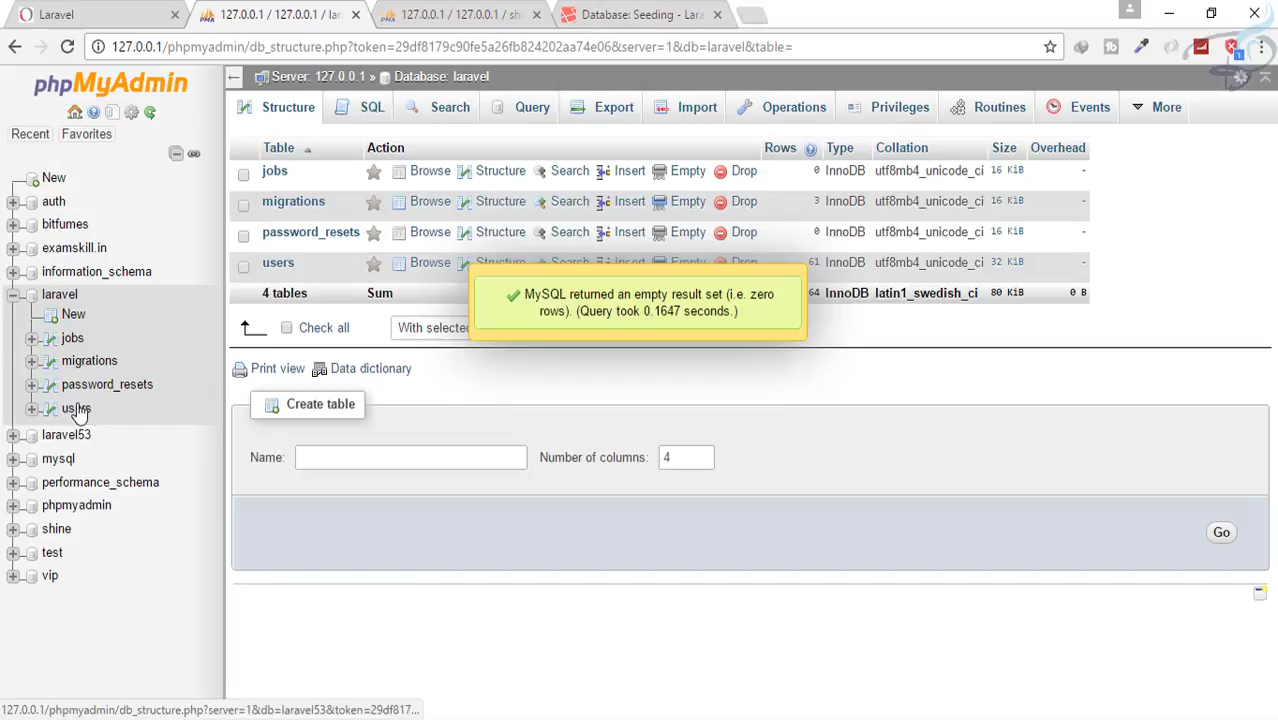 Laravel
127.0.0.1 / 127.0.0.1 / lar
127.0.0.1 / 127.0.0.1 / sh
Database: Seeding - Lara
127.0.0.1/phpmyadmin/db_structure.php?token=29df8179c90fe5a26fb824202aa74e06&server=1&db=laravel&table=
phpMyAdmin
Recent
Favorites
New
auth
bitfumes
examskill.in
information_schema
laravel
New
jobs
migrations
password_resets
users
laravel53
mysql
performance_schema
phpmyadmin
shine
test
vip
Server: 127.0.0.1 » Database: laravel
Structure SQL Search Query Export Import Operations Privileges Routines Events More
Table Action Rows Type Collation Size Overhead
jobs Browse Structure Search Insert Empty Drop 0 InnoDB utf8mb4_unicode_ci 16 KiB -
migrations Browse Structure Search Insert Empty Drop 3 InnoDB utf8mb4_unicode_ci 16 KiB -
password_resets Browse Structure Search Insert Empty Drop 0 InnoDB utf8mb4_unicode_ci 16 KiB -
users Browse Structure Search Insert Empty Drop 61 InnoDB utf8mb4_unicode_ci 32 KiB -
4 tables Sum 64 InnoDB latin1_swedish_ci 80 KiB 0 B
MySQL returned an empty result set (i.e. zero
rows). (Query took 0.1647 seconds.)
Check all With selected
Print view Data dictionary
Create table
Name: Number of columns: 4
Go
127.0.0.1/phpmyadmin/db_structure.php?server=1&db=laravel53&token=29df817...